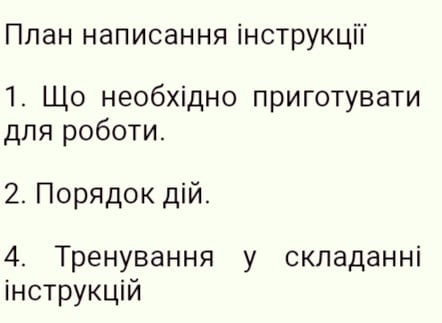 План написання інструкції
1. Що необхідно приготувати
для роботи.
2. Порядок дій.
4. Тренування у складанні
інструкцій